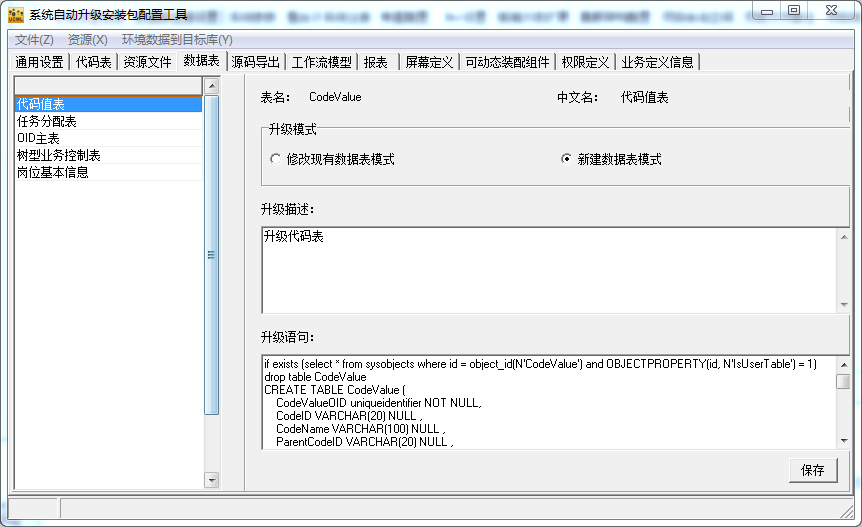 系统自动升级安装包配置工具
文件(Z) 资源(X) 环境数据到目标库(Y)
通用设置 代码表 资源文件 数据表 源码导出 工作流模型 报表 屏幕定义 可动态装配组件 权限定义 业务定义信息
代码值表
任务分配表
OID主表
树型业务控制表
岗位基本信息
表名: CodeValue 中文名: 代码值表
升级模式
修改现有数据表模式 新建数据表模式
升级描述:
升级代码表
升级语句:
if exists (select * from sysobjects where id = object_id(N'CodeValue') and OBJECTPROPERTY(id, N'IsUserTable') = 1)
drop table CodeValue
CREATE TABLE CodeValue (
CodeValueOID uniqueidentifier NOT NULL,
CodeID VARCHAR(20) NULL ,
CodeName VARCHAR(100) NULL ,
ParentCodeID VARCHAR(20) NULL ,
保存